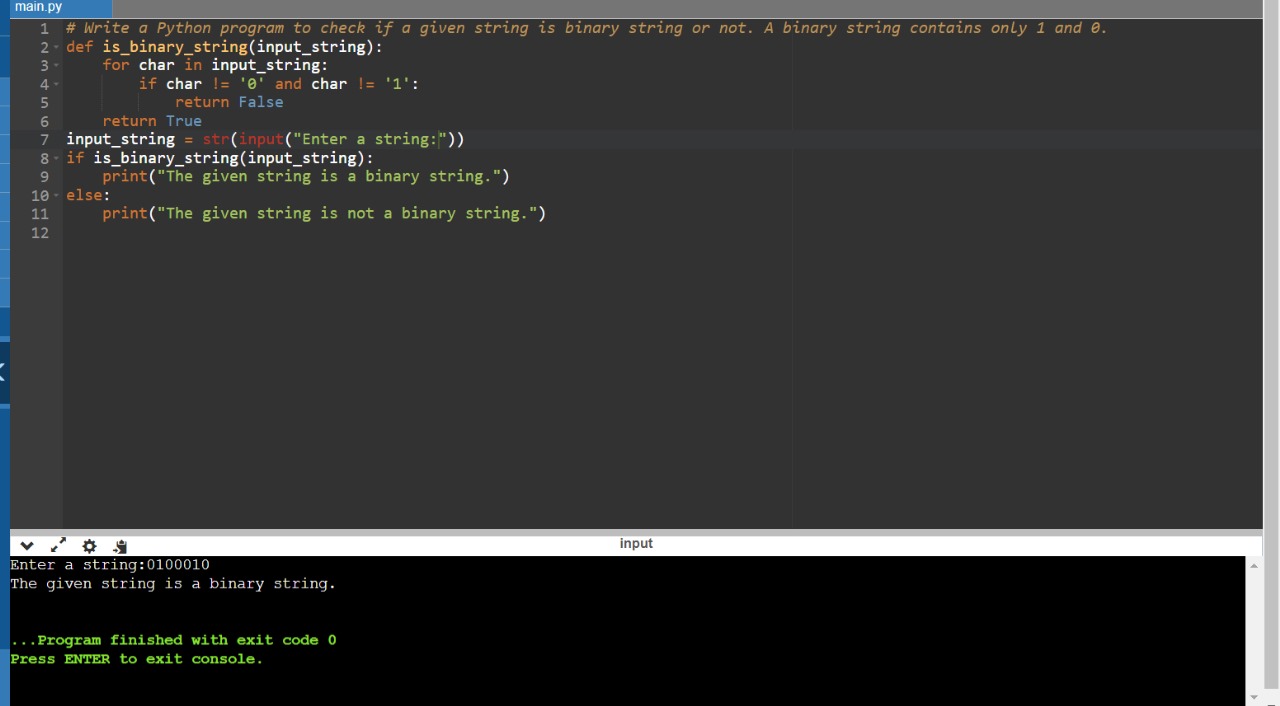 main.py
1 # Write a Python program to check if a given string is binary string or not. A binary string contains only 1 and 0.
2 def is_binary_string(input_string):
3     for char in input_string:
4         if char != '0' and char != '1':
5             return False
6     return True
7 input_string = str(input("Enter a string:"))
8 if is_binary_string(input_string):
9     print("The given string is a binary string.")
10 else:
11     print("The given string is not a binary string.")
12
input
Enter a string:0100010
The given string is a binary string.
...Program finished with exit code 0
Press ENTER to exit console.